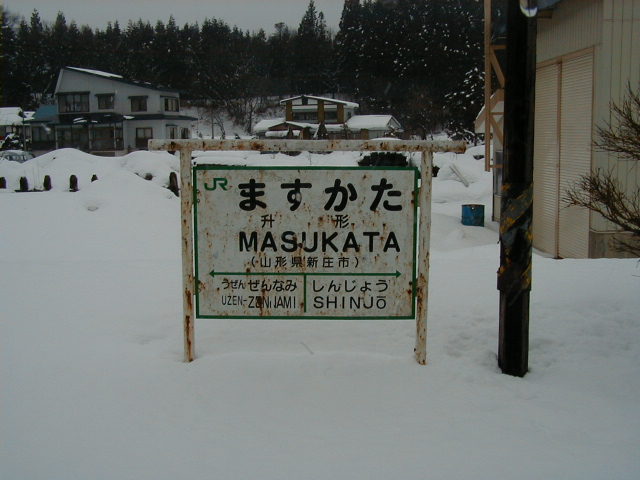 JR ますかた
升形
MASUKATA
(山形県新庄市)
うぜんぜんなみ しんじょう
UZEN-ZENNAMI SHINJŌ